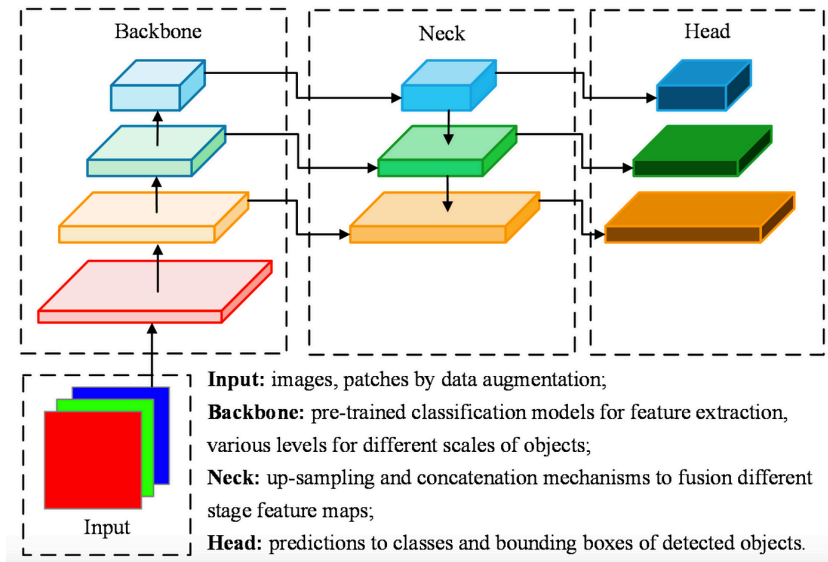 Backbone
Neck
Head
Input
Input: images, patches by data augmentation;
Backbone: pre-trained classification models for feature extraction,
various levels for different scales of objects;
Neck: up-sampling and concatenation mechanisms to fusion different
stage feature maps;
Head: predictions to classes and bounding boxes of detected objects.